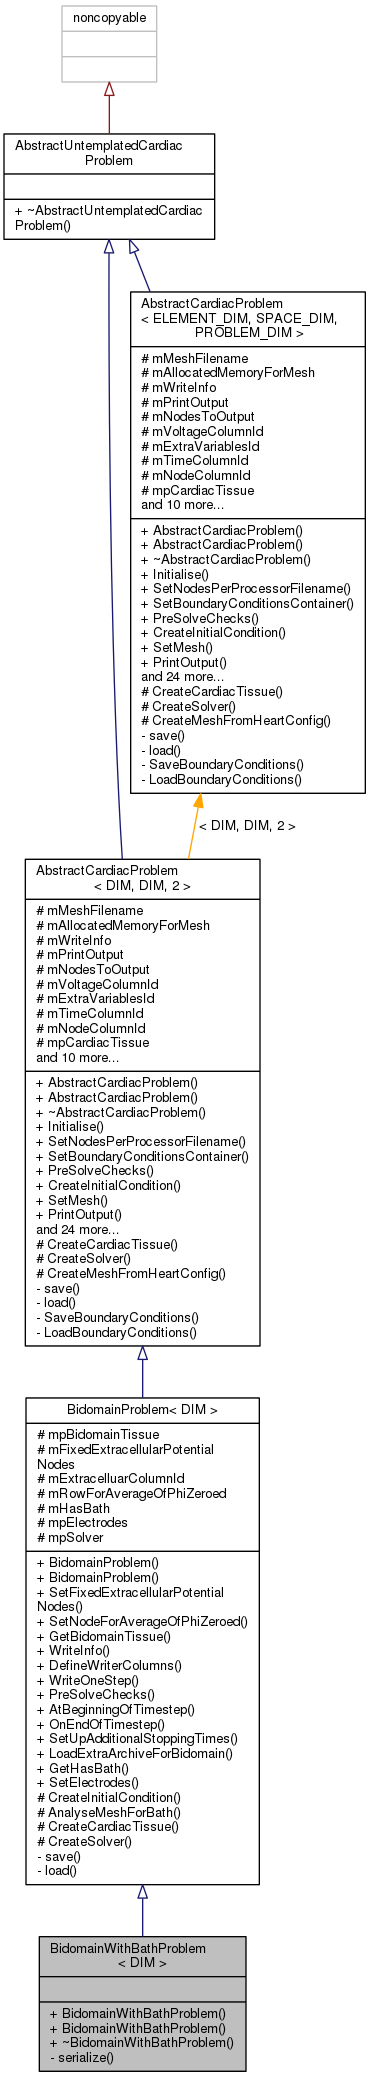 noncopyable
AbstractUntemplatedCardiac
Problem
+ ~AbstractUntemplatedCardiac
Problem()
AbstractCardiacProblem
< ELEMENT_DIM, SPACE_DIM,
PROBLEM_DIM >
# mMeshFilename
# mAllocatedMemoryForMesh
# mWriteInfo
# mPrintOutput
# mNodesToOutput
# mVoltageColumnId
# mExtraVariablesId
# mTimeColumnId
# mNodeColumnId
# mpCardiacTissue
and 10 more...
+ AbstractCardiacProblem()
+ AbstractCardiacProblem()
+ ~AbstractCardiacProblem()
+ Initialise()
+ SetNodesPerProcessorFilename()
+ SetBoundaryConditionsContainer()
+ PreSolveChecks()
+ CreateInitialCondition()
+ SetMesh()
+ PrintOutput()
and 24 more...
# CreateCardiacTissue()
# CreateSolver()
# CreateMeshFromHeartConfig()
- save()
- load()
- SaveBoundaryConditions()
- LoadBoundaryConditions()
< DIM, DIM, 2 >
AbstractCardiacProblem
< DIM, DIM, 2 >
# mMeshFilename
# mAllocatedMemoryForMesh
# mWriteInfo
# mPrintOutput
# mNodesToOutput
# mVoltageColumnId
# mExtraVariablesId
# mTimeColumnId
# mNodeColumnId
# mpCardiacTissue
and 10 more...
+ AbstractCardiacProblem()
+ AbstractCardiacProblem()
+ ~AbstractCardiacProblem()
+ Initialise()
+ SetNodesPerProcessorFilename()
+ SetBoundaryConditionsContainer()
+ PreSolveChecks()
+ CreateInitialCondition()
+ SetMesh()
+ PrintOutput()
and 24 more...
# CreateCardiacTissue()
# CreateSolver()
# CreateMeshFromHeartConfig()
- save()
- load()
- SaveBoundaryConditions()
- LoadBoundaryConditions()
BidomainProblem< DIM >
# mpBidomainTissue
# mFixedExtracellularPotential
Nodes
# mExtracelluarColumnId
# mRowForAverageOfPhiZeroed
# mHasBath
# mpElectrodes
# mpSolver
+ BidomainProblem()
+ BidomainProblem()
+ SetFixedExtracellularPotential
Nodes()
+ SetNodeForAverageOfPhiZeroed()
+ GetBidomainTissue()
+ WriteInfo()
+ DefineWriterColumns()
+ WriteOneStep()
+ PreSolveChecks()
+ AtBeginningOfTimestep()
+ OnEndOfTimestep()
+ SetUpAdditionalStoppingTimes()
+ LoadExtraArchiveForBidomain()
+ GetHasBath()
+ SetElectrodes()
# CreateInitialCondition()
# AnalyseMeshForBath()
# CreateCardiacTissue()
# CreateSolver()
- save()
- load()
BidomainWithBathProblem
< DIM >
+ BidomainWithBathProblem()
+ BidomainWithBathProblem()
+ ~BidomainWithBathProblem()
- serialize()